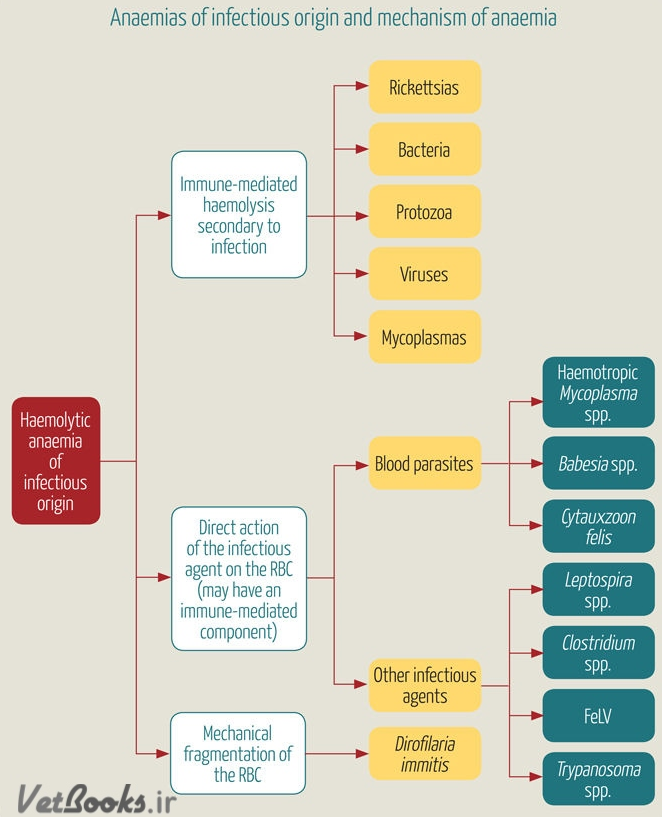 Anaemias of infectious origin and mechanism of anaemia
Haemolytic
anaemia
of
infectious
origin
Immune-mediated
haemolysis
secondary to
infection
Rickettsias
Bacteria
Protozoa
Viruses
Mycoplasmas
Direct action
of the infectious
agent on the RBC
(may have an
immune-mediated
component)
Blood parasites
Haemotropic
Mycoplasma
spp.
Babesia spp.
Cytauxzoon
felis
Other infectious
agents
Leptospira
spp.
Clostridium
spp.
FeLV
Trypanosoma
spp.
Mechanical
fragmentation of
the RBC
Dirofilaria
immitis
VetBooks.ir